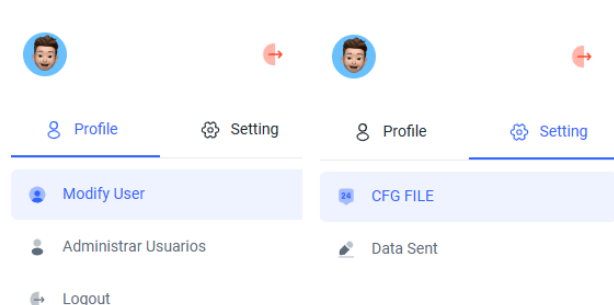 Profile
Setting
Modify User
Administrar Usuarios
Logout
Profile
Setting
24
CFG FILE
Data Sent